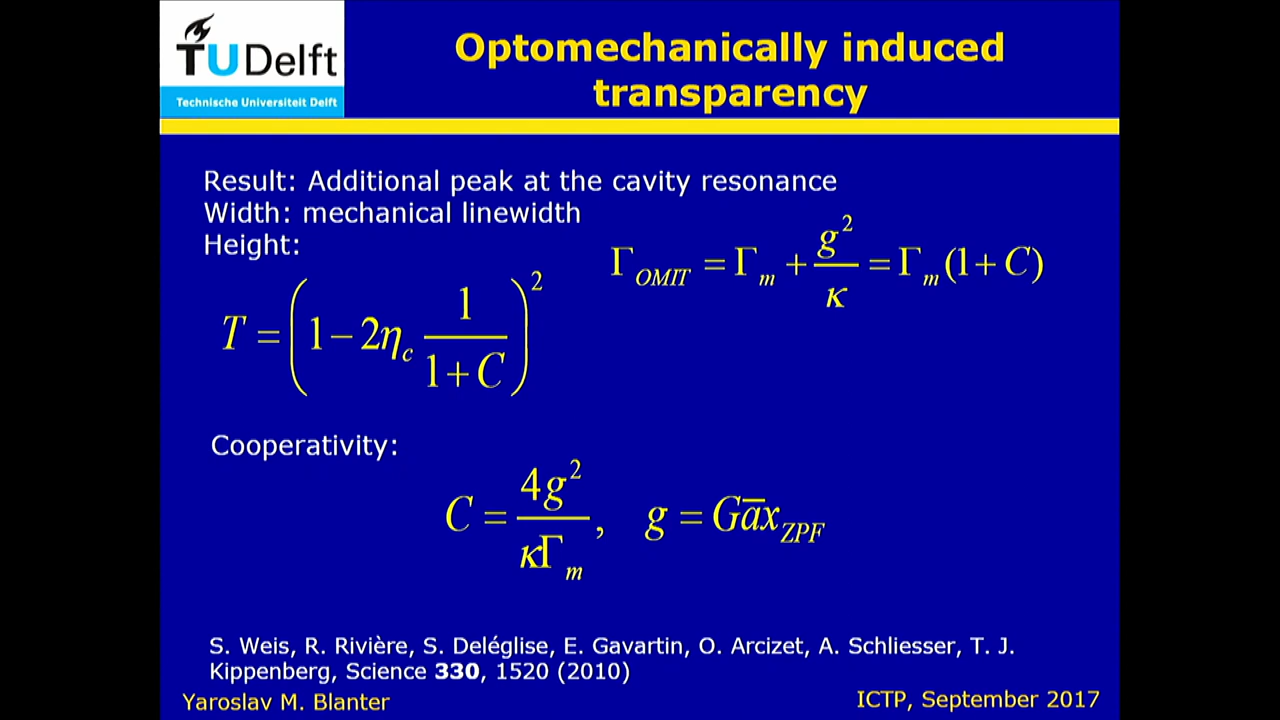 TU Delft
Technische Universiteit Delft
Optomechanically induced
transparency
Result: Additional peak at the cavity resonance
Width: mechanical linewidth
Height:
Γ_OMIT = Γ_m + g²/κ = Γ_m(1 + C)
T = (1 − 2η_c 1/(1 + C))²
Cooperativity:
C = 4g²/κΓ_m, g = Ga̅x_ZPF
S. Weis, R. Rivière, S. Deléglise, E. Gavartin, O. Arcizet, A. Schliesser, T. J.
Kippenberg, Science 330, 1520 (2010)
Yaroslav M. Blanter
ICTP, September 2017